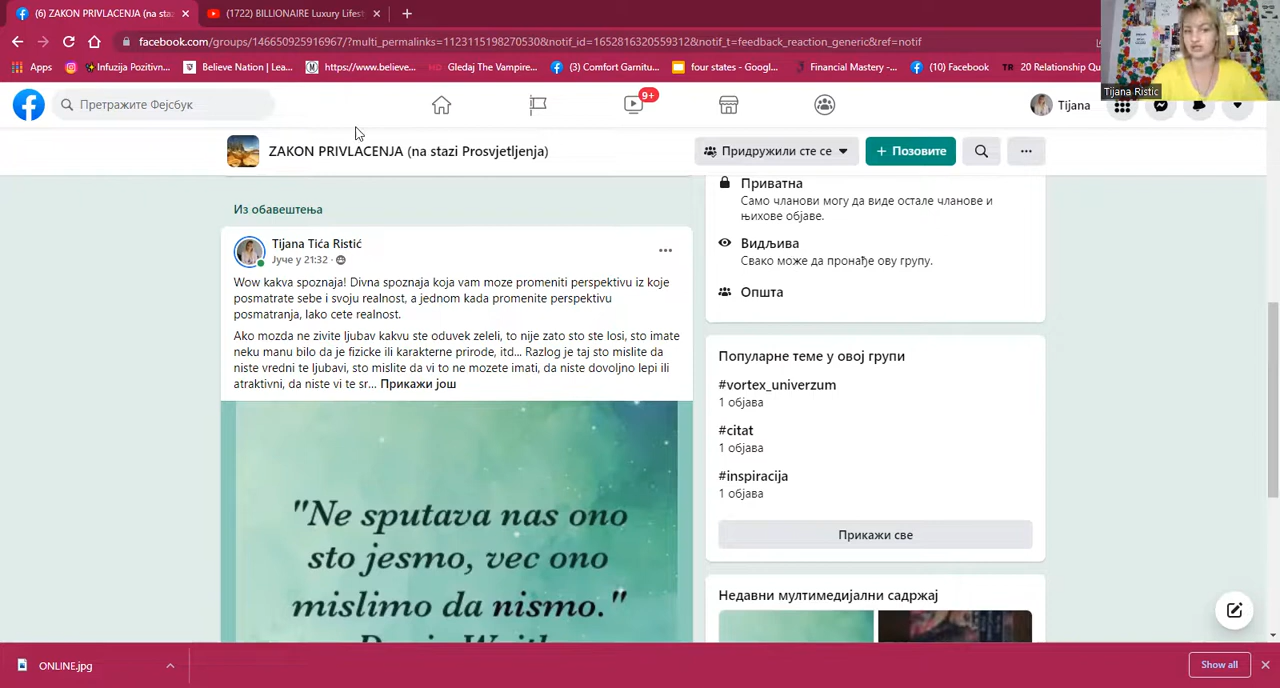 (6) ZAKON PRIVLACENJA (na sta:
(1722) BILLIONAIRE Luxury Lifest
facebook.com/groups/146650925916967/?multi_permalinks=1123115198270530&notif_id=1652816320559312&notif_t=feedback_reaction_generic&ref=notif
Apps
Infuzija Pozitivn...
Believe Nation | Lea...
https://www.believe...
Gledaj The Vampire...
(3) Comfort Garnitu...
four states - Googl...
Financial Mastery -...
(10) Facebook
20 Relationship Qu
Tijana Ristic
Претражите Фејсбук
9+
Tijana
ZAKON PRIVLACENJA (na stazi Prosvjetljenja)
Придружили сте се
+ Позовите
Из обавештења
Tijana Tića Ristić
Јуче у 21:32 ·
Wow kakva spoznaja! Divna spoznaja koja vam moze promeniti perspektivu iz koje
posmatrate sebe i svoju realnost, a jednom kada promenite perspektivu
posmatranja, lako cete realnost.
Ako mozda ne zivite ljubav kakvu ste oduvek zeleli, to nije zato sto ste losi, sto imate
neku manu bilo da je fizicke ili karakterne prirode, itd... Razlog je taj sto mislite da
niste vredni te ljubavi, sto mislite da vi to ne mozete imati, da niste dovoljno lepi ili
atraktivni, da niste vi te sr... Прикажи још
"Ne sputava nas ono
sto jesmo, vec ono
mislimo da nismo."
Приватна
Само чланови могу да виде остале чланове и
њихове објаве.
Видљива
Свако може да пронађе ову групу.
Општа
Популарне теме у овој групи
#vortex_univerzum
1 објава
#citat
1 објава
#inspiracija
1 објава
Прикажи све
Недавни мултимедијални садржај
ONLINE.jpg
Show all